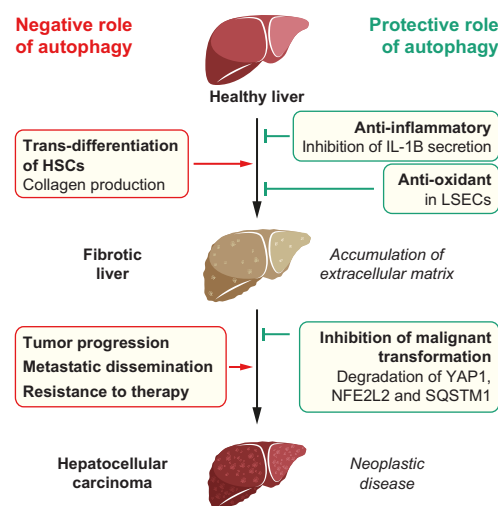 Negative role
of autophagy
Protective role
of autophagy
Healthy liver
Trans-differentiation
of HSCs
Collagen production
Anti-inflammatory
Inhibition of IL-1B secretion
Anti-oxidant
in LSECs
Fibrotic
liver
Accumulation of
extracellular matrix
Tumor progression
Metastatic dissemination
Resistance to therapy
Inhibition of malignant
transformation
Degradation of YAP1,
NFE2L2 and SQSTM1
Hepatocellular
carcinoma
Neoplastic
disease